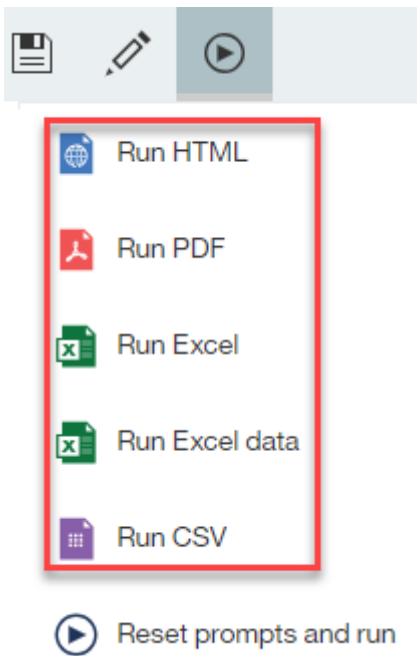 Run HTML
Run PDF
Run Excel
Run Excel data
Run CSV
Reset prompts and run